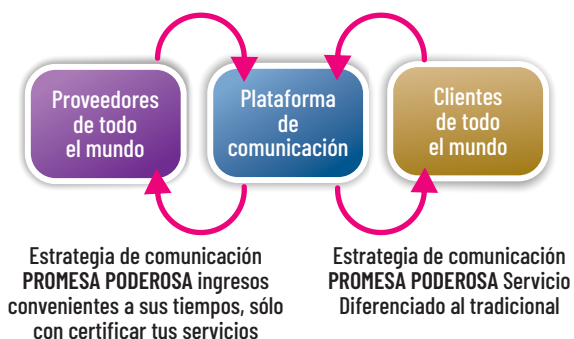 Proveedores
de todo
el mundo
Plataforma
de
comunicación
Clientes
de todo
el mundo
Estrategia de comunicación
PROMESA PODEROSA ingresos
convenientes a sus tiempos, sólo
con certificar tus servicios
Estrategia de comunicación
PROMESA PODEROSA Servicio
Diferenciado al tradicional